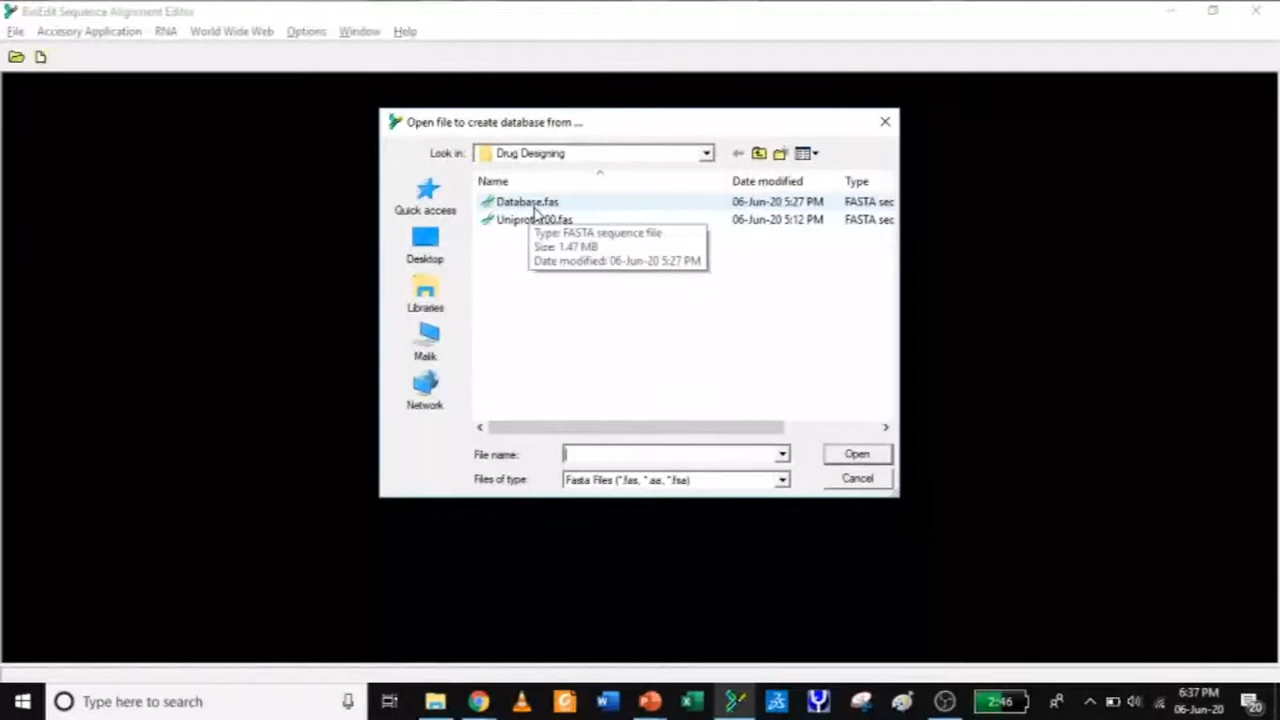 BioEdit Sequence Alignment Editor
File Accesory Application RNA World Wide Web Options Window Help
Open file to create database from ...
Look in: Drug Designing
Name Date modified Type
Database.fas 06-Jun-20 5:27 PM FASTA sec
06-Jun-20 5:12 PM FASTA sec
Type: FASTA sequence file
Size: 1.47 MB
Date modified: 06-Jun-20 5:27 PM
Quick access
Desktop
Libraries
Malik
Network
File name: Open
Files of type: Fasta Files (*.fas, *.aa, *.fsa) Cancel
Type here to search
2:46
6:37 PM
06-Jun-20
20